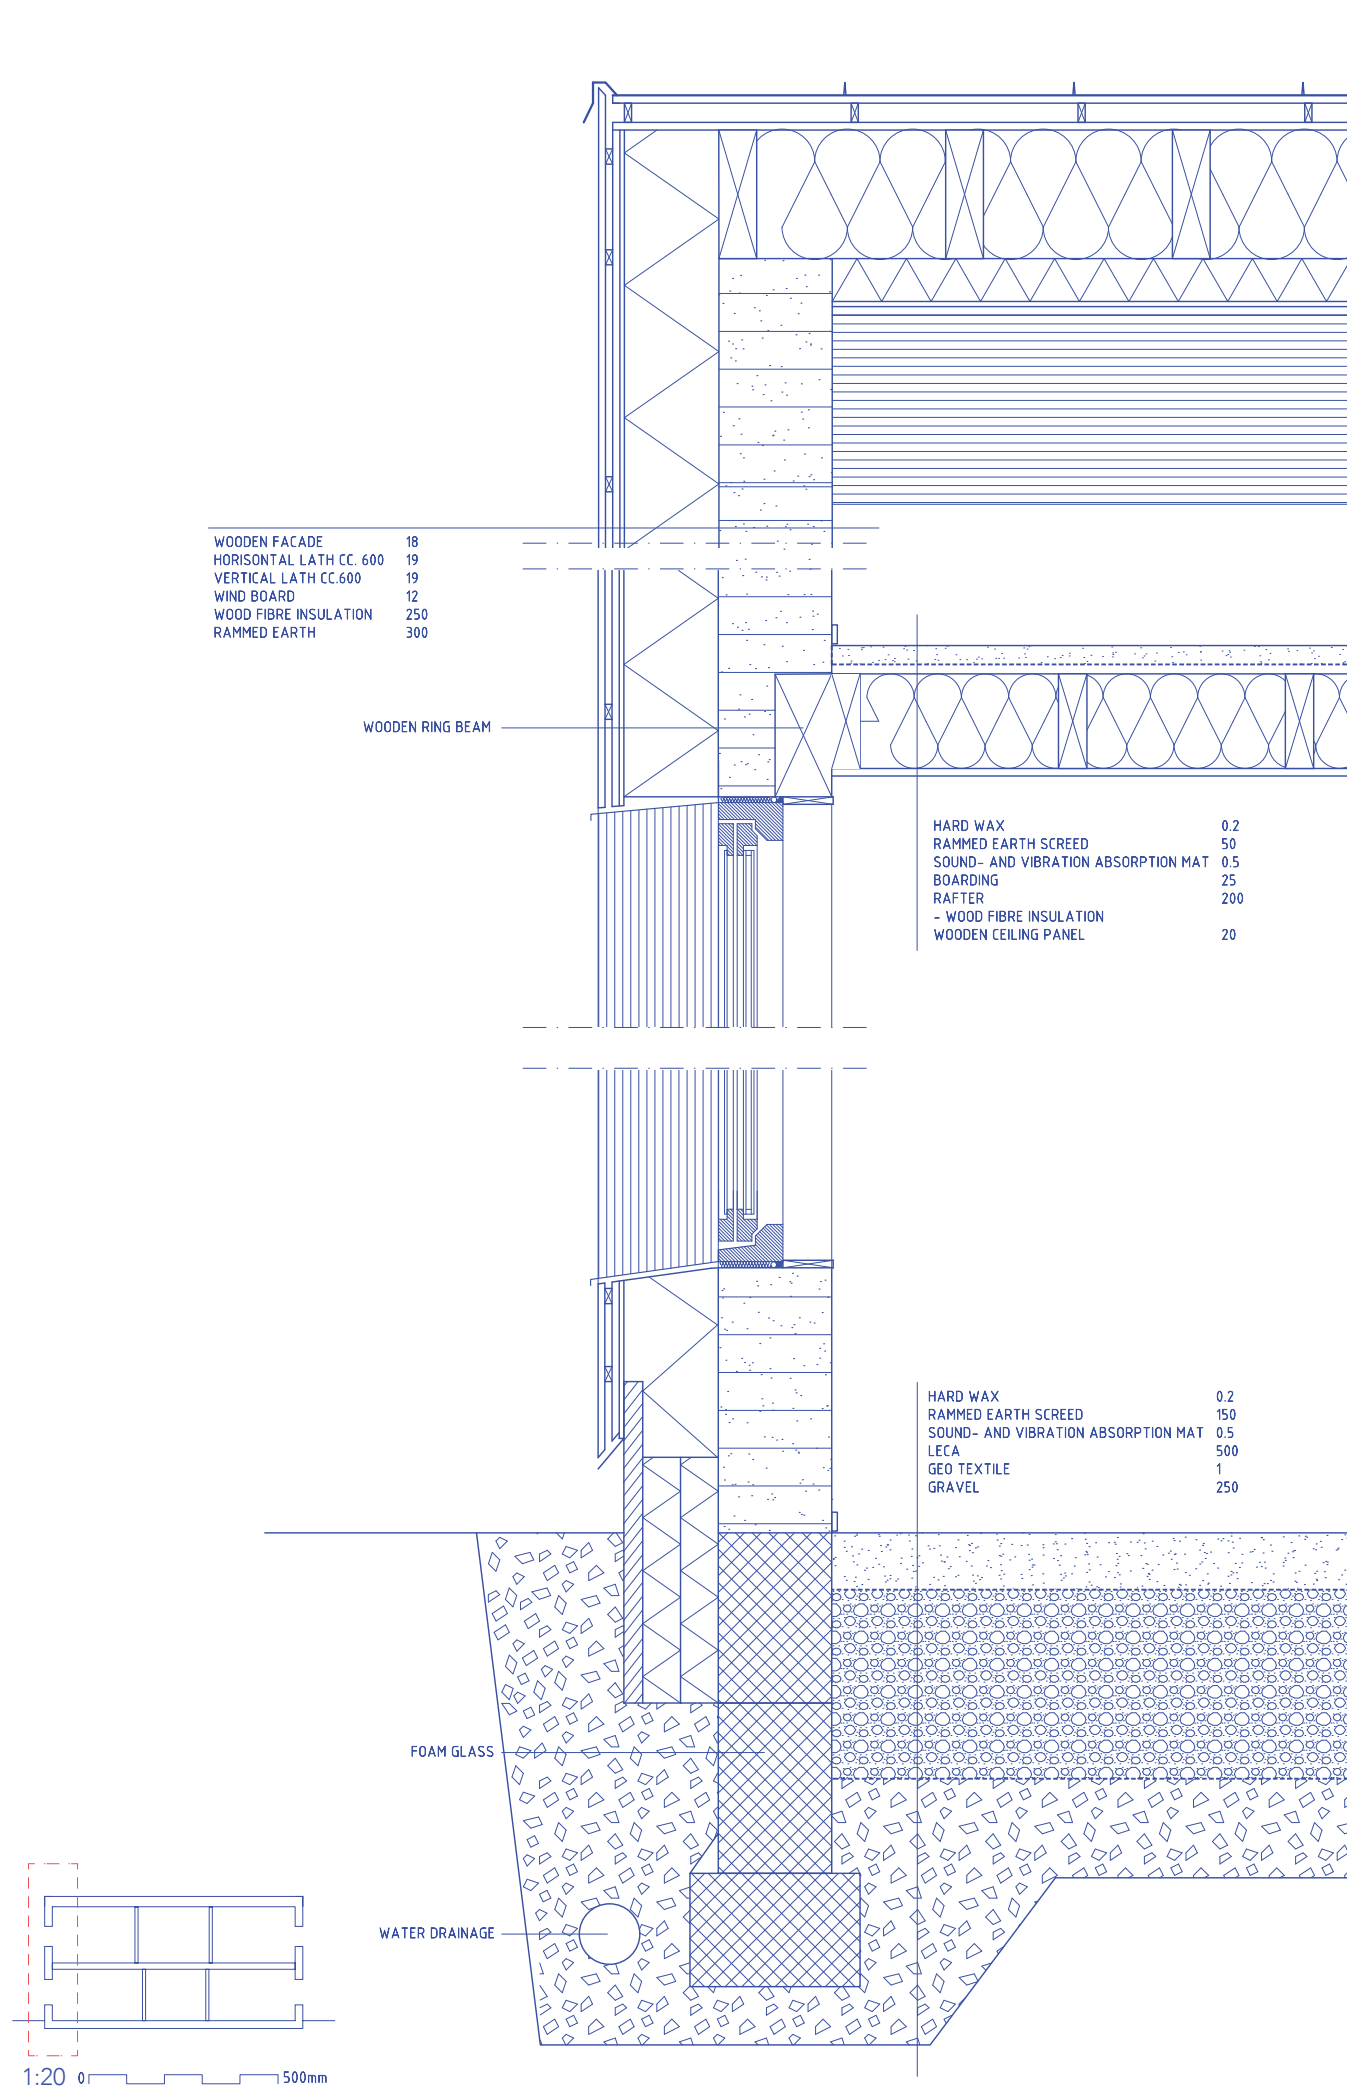 WOODEN FACADE 18
HORISONTAL LATH CC. 600 19
VERTICAL LATH CC.600 19
WIND BOARD 12
WOOD FIBRE INSULATION 250
RAMMED EARTH 300
WOODEN RING BEAM
HARD WAX 0.2
RAMMED EARTH SCREED 50
SOUND- AND VIBRATION ABSORPTION MAT 0.5
BOARDING 25
RAFTER 200
- WOOD FIBRE INSULATION
WOODEN CEILING PANEL 20
HARD WAX 0.2
RAMMED EARTH SCREED 150
SOUND- AND VIBRATION ABSORPTION MAT 0.5
LECA 500
GEO TEXTILE 1
GRAVEL 250
FOAM GLASS
WATER DRAINAGE
1:20 0 500mm